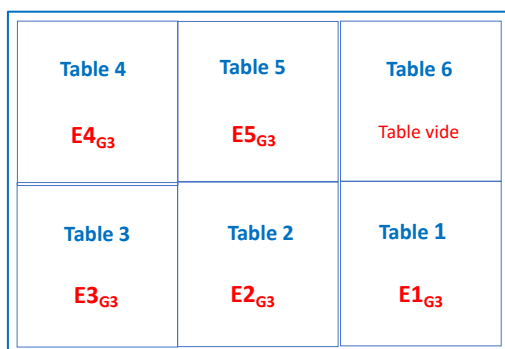 Table 4
E4G3
Table 5
E5G3
Table 6
Table vide
Table 3
E3G3
Table 2
E2G3
Table 1
E1G3